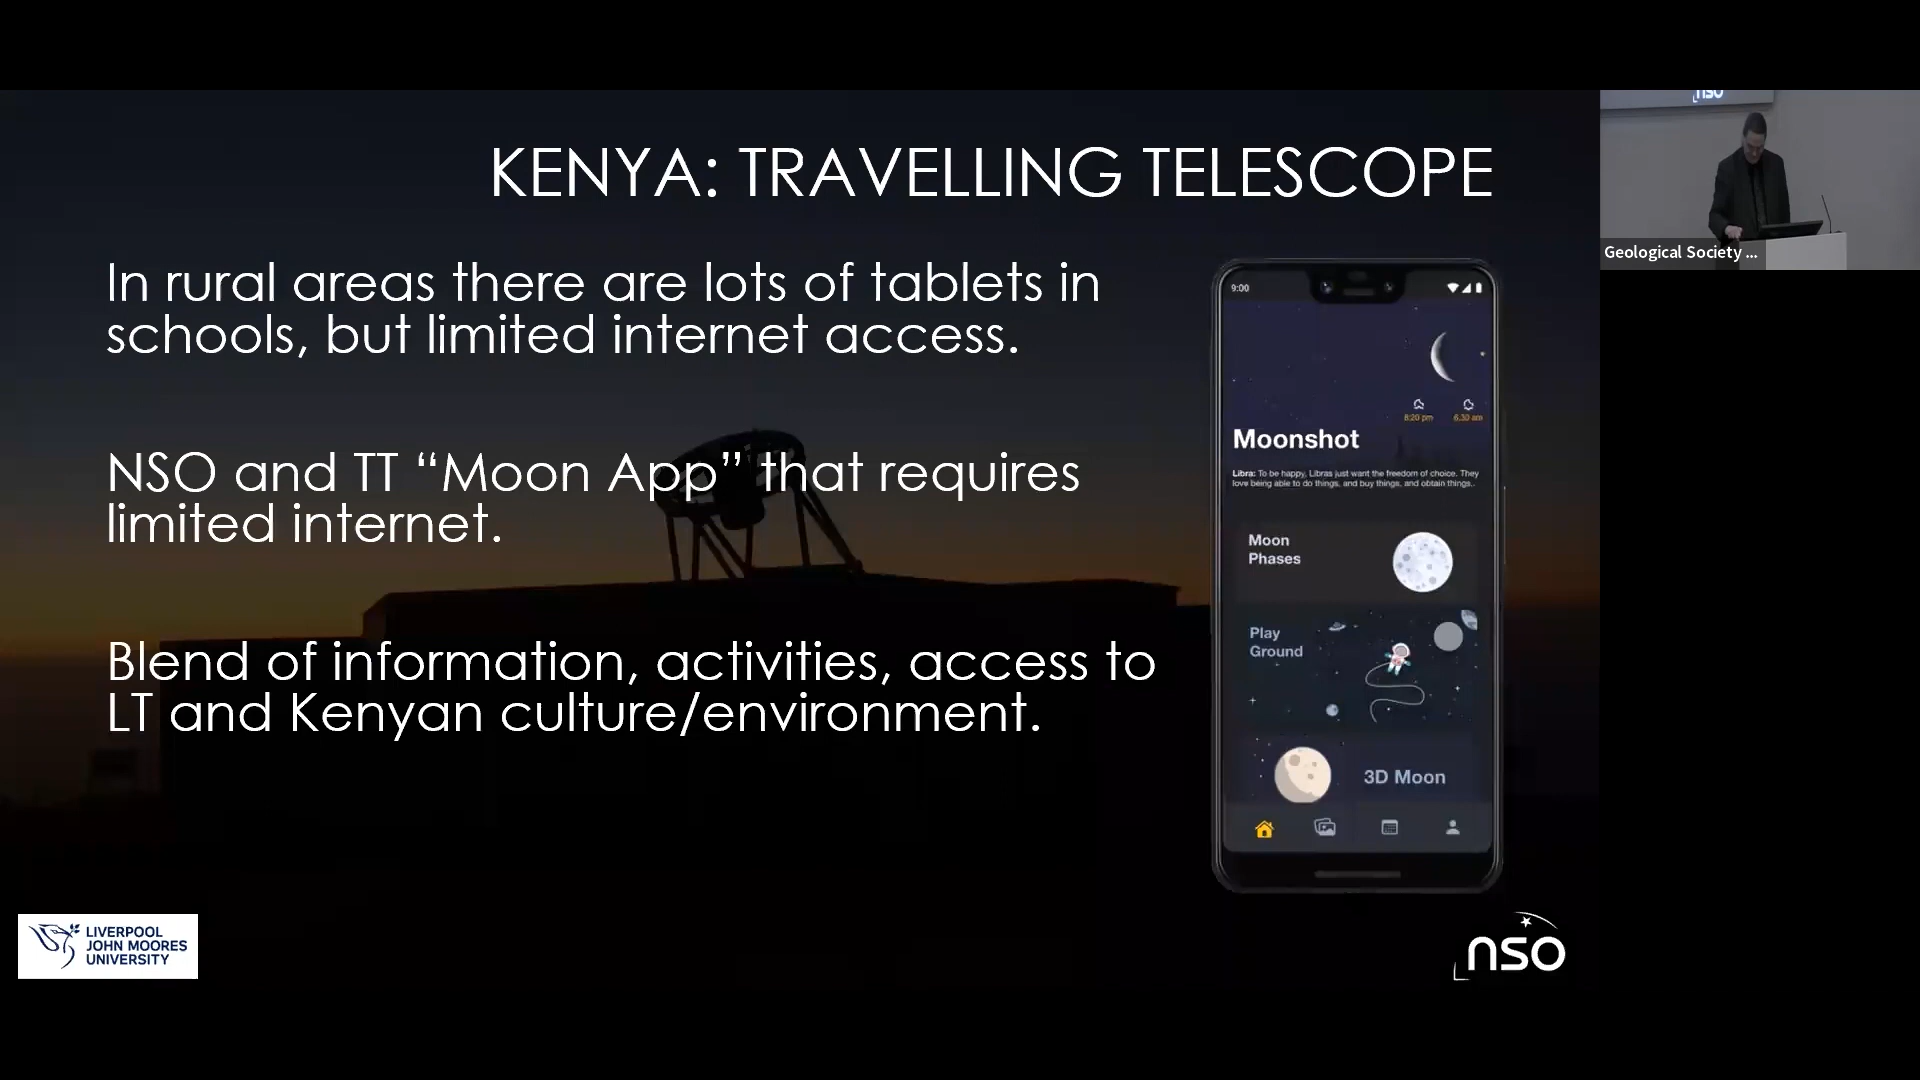 nso
KENYA: TRAVELLING TELESCOPE
Geological Society ...
In rural areas there are lots of tablets in
schools, but limited internet access.
NSO and TT “Moon App” that requires
limited internet.
Blend of information, activities, access to
LT and Kenyan culture/environment.
9:00
8:20 pm
6.30 am
Moonshot
Libra: To be happy, Libras just want the freedom of choice. They
love being able to do things, and buy things, and obtain things..
Moon
Phases
Play
Ground
3D Moon
LIVERPOOL
JOHN MOORES
UNIVERSITY
nso